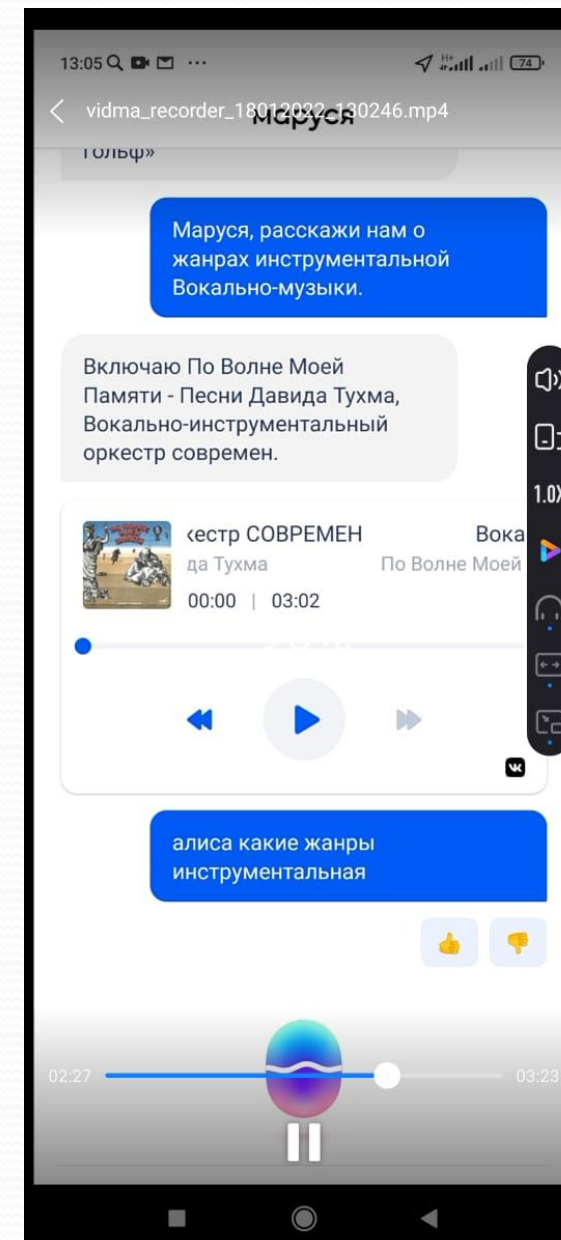 13:05
74
vidma_recorder_18012022_130246.mp4
маруся
гольф»
Маруся, расскажи нам о
жанрах инструментальной
Вокально-музыки.
Включаю По Волне Моей
Памяти - Песни Давида Тухма,
Вокально-инструментальный
оркестр современ.
кестр СОВРЕМЕН Вока
да Тухма По Волне Моей
00:00 | 03:02
1.0X
алиса какие жанры
инструментальная
02:27 03:23